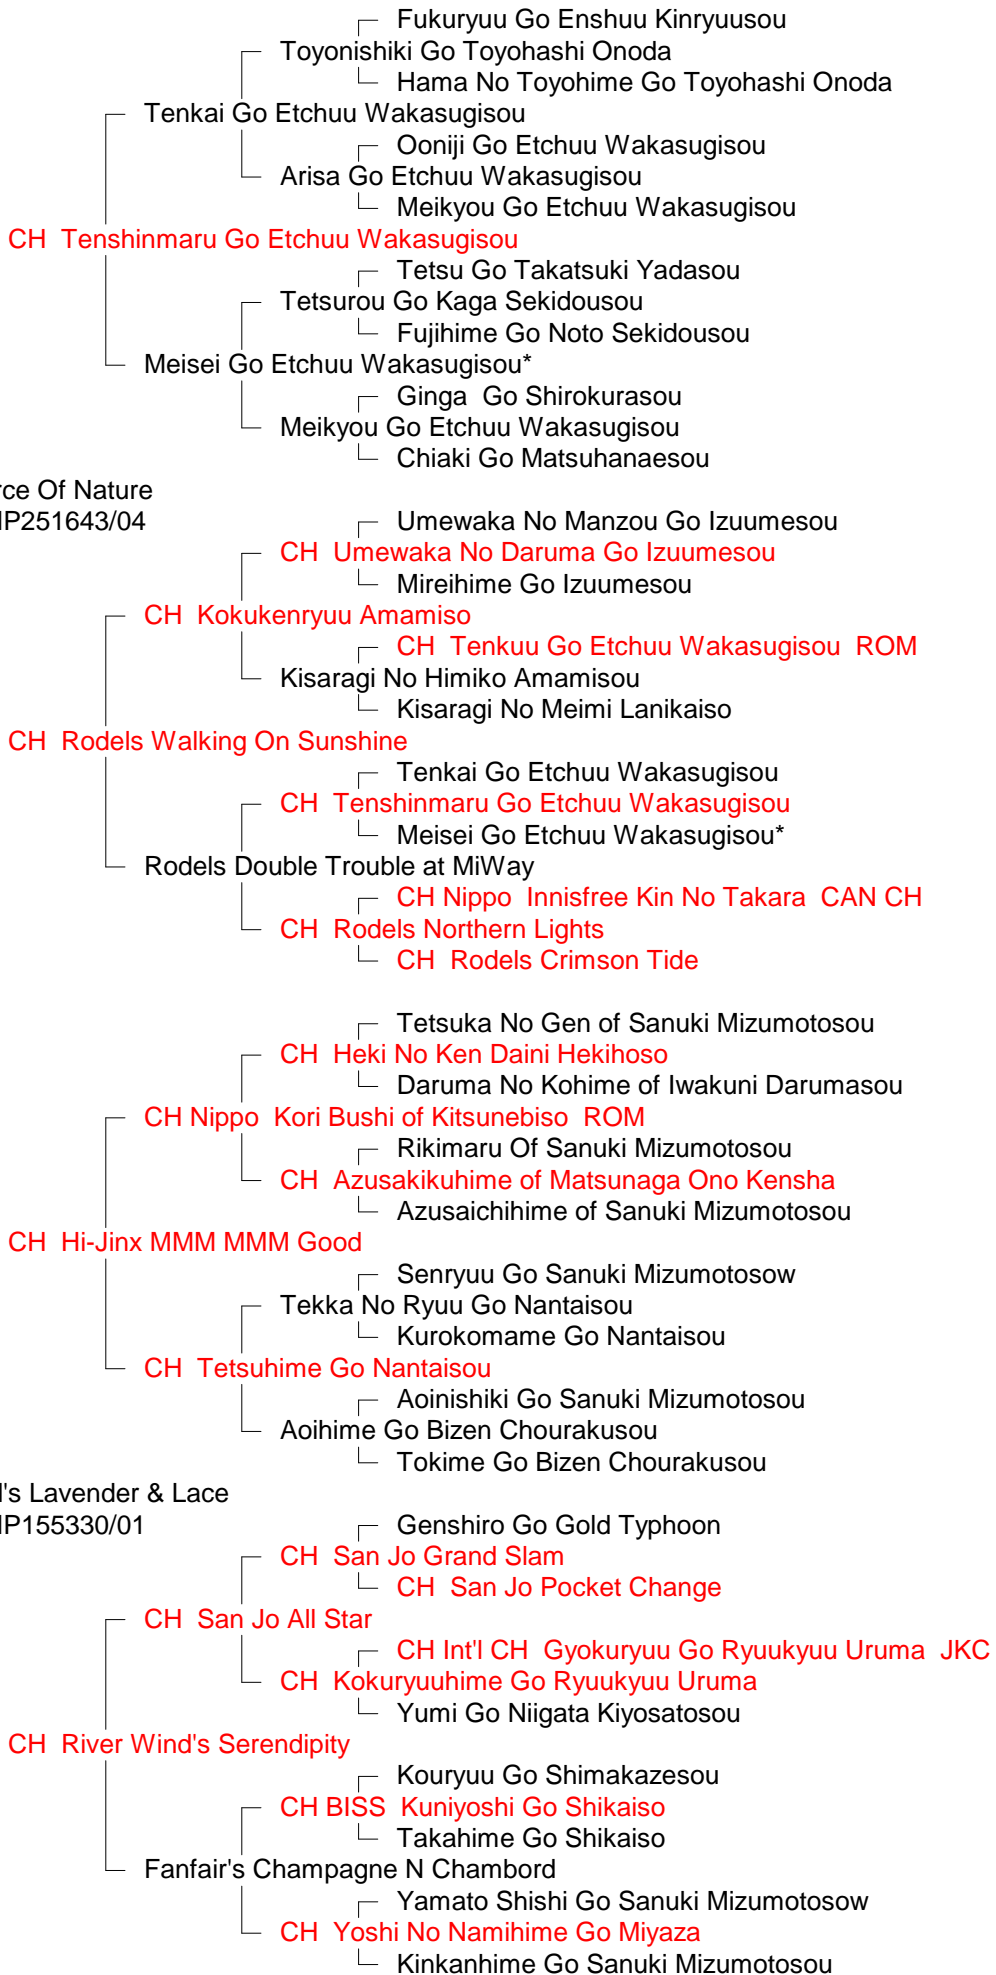 Fukuryuu Go Enshuu Kinryuusou
Toyonishiki Go Toyohashi Onoda
Hama No Toyohime Go Toyohashi Onoda
Tenkai Go Etchuu Wakasugisou
Ooniji Go Etchuu Wakasugisou
Arisa Go Etchuu Wakasugisou
Meikyou Go Etchuu Wakasugisou
CH Tenshinmaru Go Etchuu Wakasugisou
Tetsu Go Takatsuki Yadasou
Tetsurou Go Kaga Sekidousou
Fujihime Go Noto Sekidousou
Meisei Go Etchuu Wakasugisou*
Ginga Go Shirokurasou
Meikyou Go Etchuu Wakasugisou
Chiaki Go Matsuhanaesou
rce Of Nature
IP251643/04
Umewaka No Manzou Go Izuumesou
CH Umewaka No Daruma Go Izuumesou
Mireihime Go Izuumesou
CH Kokukenryuu Amamiso
CH Tenkuu Go Etchuu Wakasugisou ROM
Kisaragi No Himiko Amamisou
Kisaragi No Meimi Lanikaiso
CH Rodels Walking On Sunshine
Tenkai Go Etchuu Wakasugisou
CH Tenshinmaru Go Etchuu Wakasugisou
Meisei Go Etchuu Wakasugisou*
Rodels Double Trouble at MiWay
CH Nippo Innisfree Kin No Takara CAN CH
CH Rodels Northern Lights
CH Rodels Crimson Tide
Tetsuka No Gen of Sanuki Mizumotosou
CH Heki No Ken Daini Hekihoso
Daruma No Kohime of Iwakuni Darumasou
CH Nippo Kori Bushi of Kitsunebiso ROM
Rikimaru Of Sanuki Mizumotosou
CH Azusakikuhime of Matsunaga Ono Kensha
Azusaichihime of Sanuki Mizumotosou
CH Hi-Jinx MMM MMM Good
Senryuu Go Sanuki Mizumotosow
Tekka No Ryuu Go Nantaisou
Kurokomame Go Nantaisou
CH Tetsuhime Go Nantaisou
Aoinishiki Go Sanuki Mizumotosou
Aoihime Go Bizen Chourakusou
Tokime Go Bizen Chourakusou
l's Lavender & Lace
IP155330/01
Genshiro Go Gold Typhoon
CH San Jo Grand Slam
CH San Jo Pocket Change
CH San Jo All Star
CH Int'l CH Gyokuryuu Go Ryuukyuu Uruma JKC
CH Kokuryuuhime Go Ryuukyuu Uruma
Yumi Go Niigata Kiyosatosou
CH River Wind's Serendipity
Kouryuu Go Shimakazesou
CH BISS Kuniyoshi Go Shikaiso
Takahime Go Shikaiso
Fanfair's Champagne N Chambord
Yamato Shishi Go Sanuki Mizumotosow
CH Yoshi No Namihime Go Miyaza
Kinkanhime Go Sanuki Mizumotosou